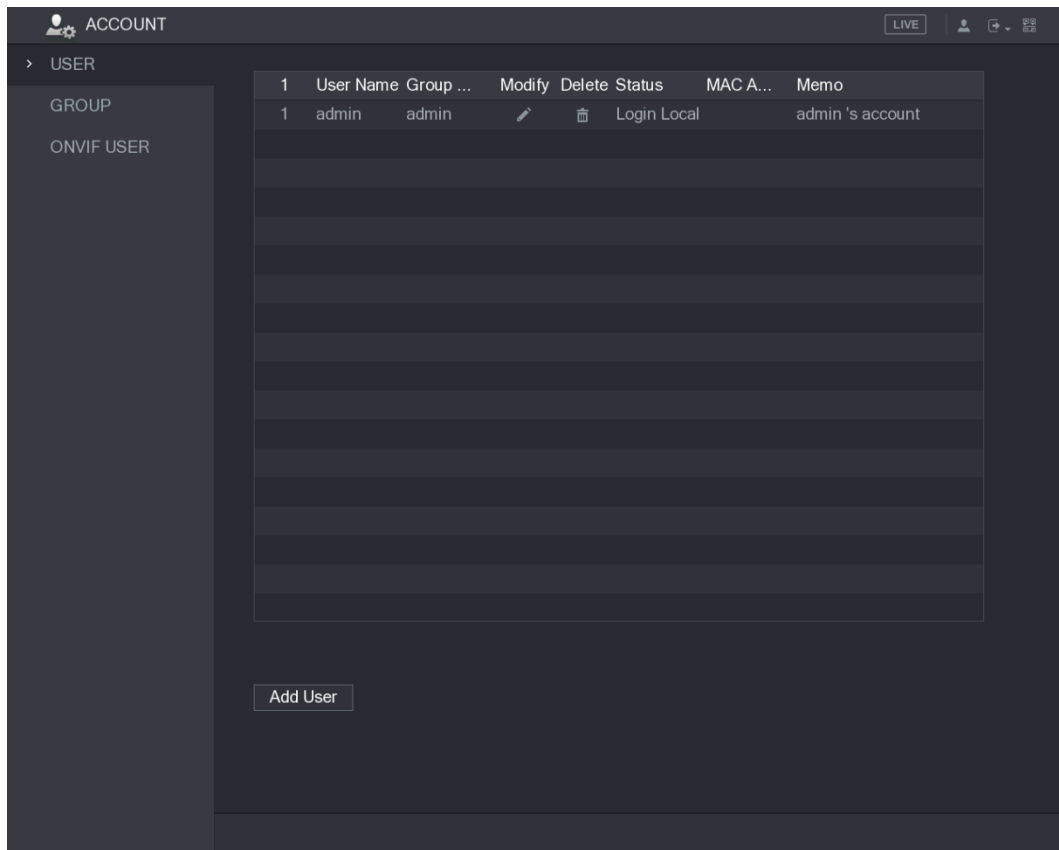 ACCOUNT LIVE
USER
GROUP
ONVIF USER
1 User Name Group ... Modify Delete Status MAC A... Memo
1 admin admin Login Local admin 's account
Add User